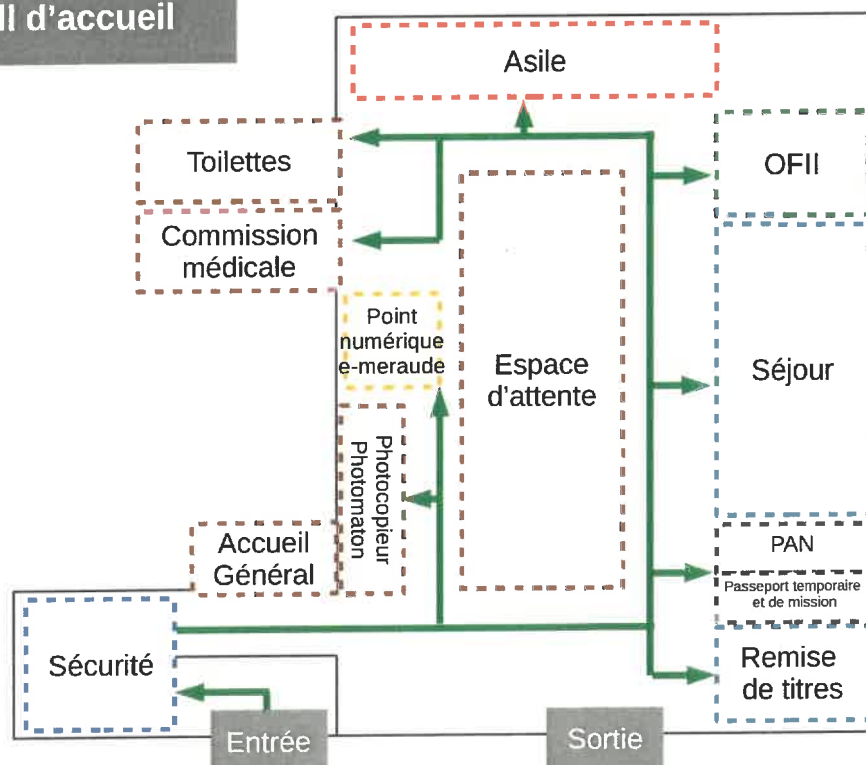 d'accueil
Asile
Toilettes
OFII
Commission
médicale
Point
numérique
e-meraude
Espace
d'attente
Séjour
Photocopieur
Photomaton
Accueil
Général
PAN
Passeport temporaire
et de mission
Sécurité
Remise
de titres
Entrée
Sortie